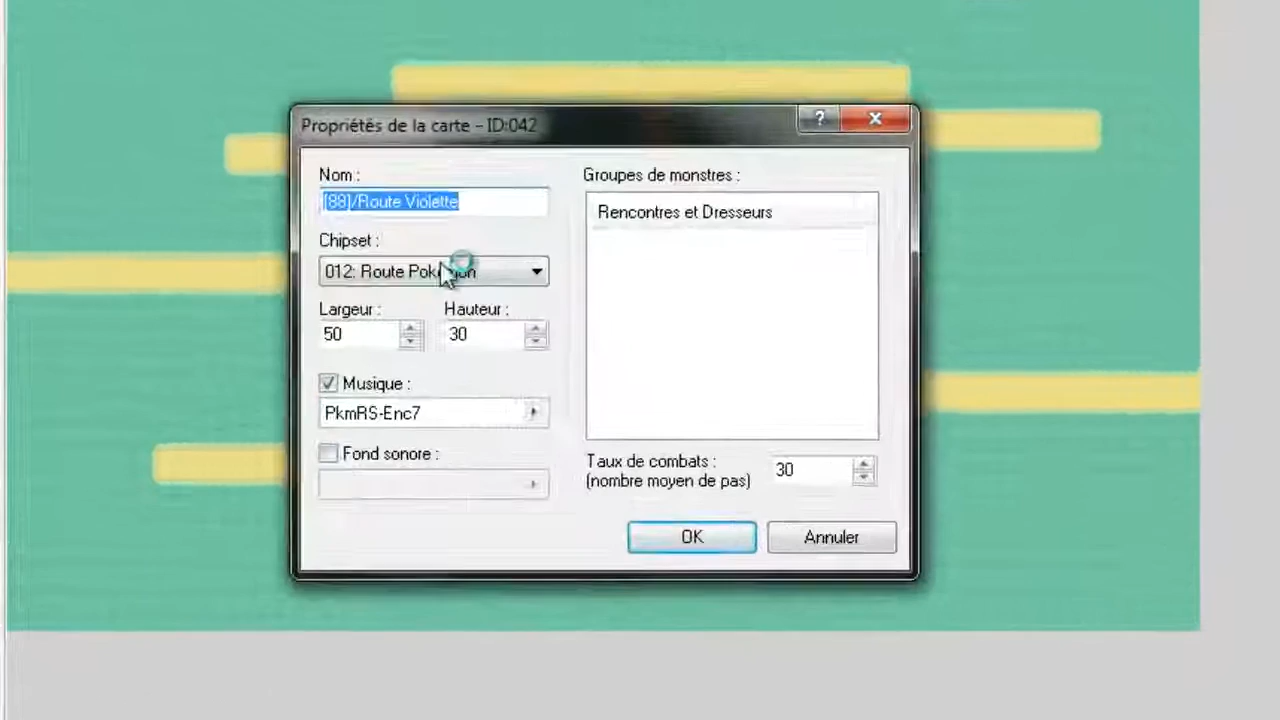 Propriétés de la carte - ID:042
Nom :
[88]/Route Violette
Chipset :
012: Route Pok
Largeur :
Hauteur :
50
30
Musique :
PkmRS-Enc7
Fond sonore :
Groupes de monstres :
Rencontres et Dresseurs
Taux de combats :
(nombre moyen de pas)
30
OK
Annuler